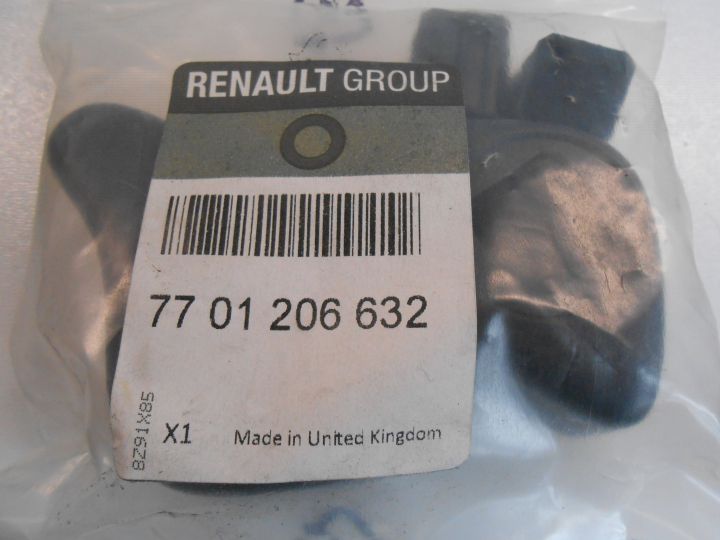 RENAULT GROUP
77 01 206 632
8Z91X85
X1
Made in United Kingdom